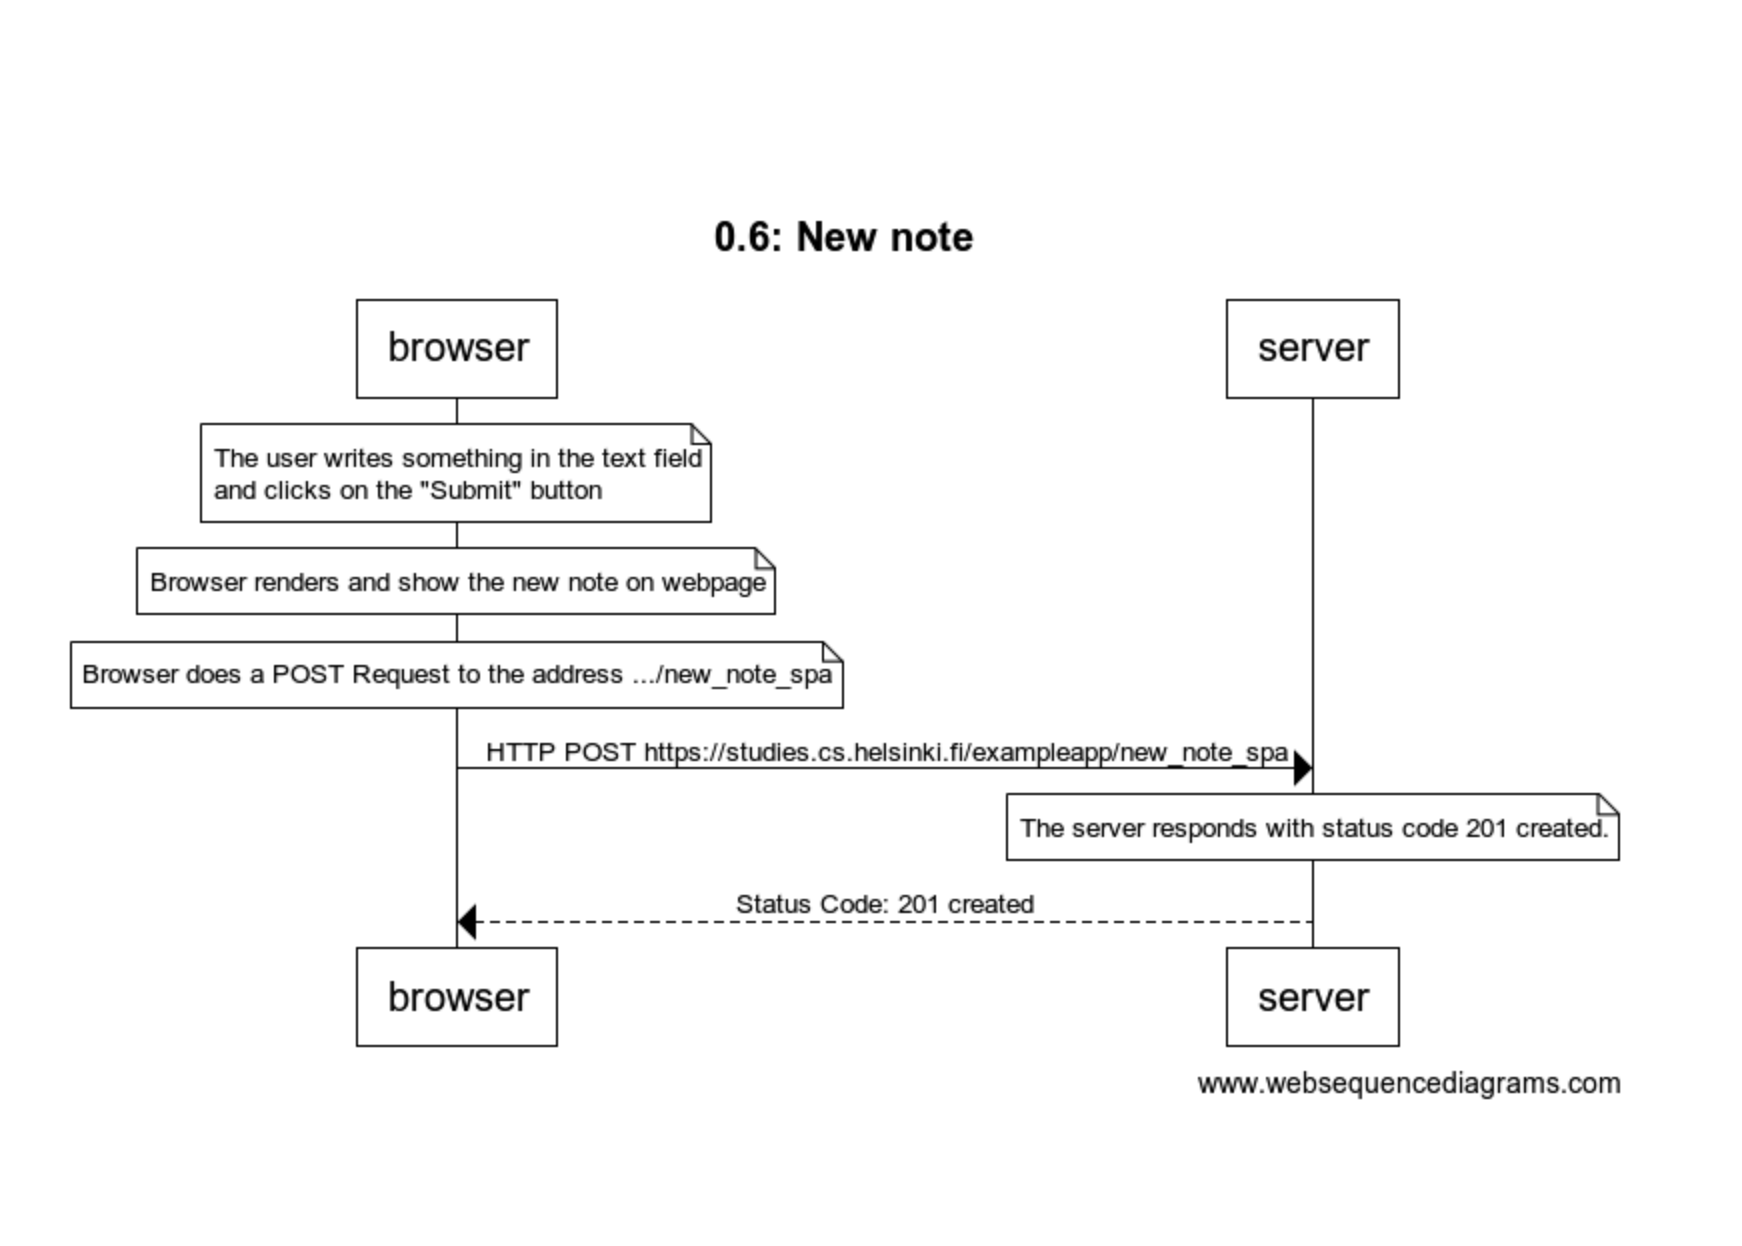 0.6: New note
browser
server
The user writes something in the text field
and clicks on the "Submit" button
Browser renders and show the new note on webpage
Browser does a POST Request to the address .../new_note_spa
HTTP POST https://studies.cs.helsinki.fi/exampleapp/new_note_spa
The server responds with status code 201 created.
Status Code: 201 created
browser
server
www.websequencediagrams.com